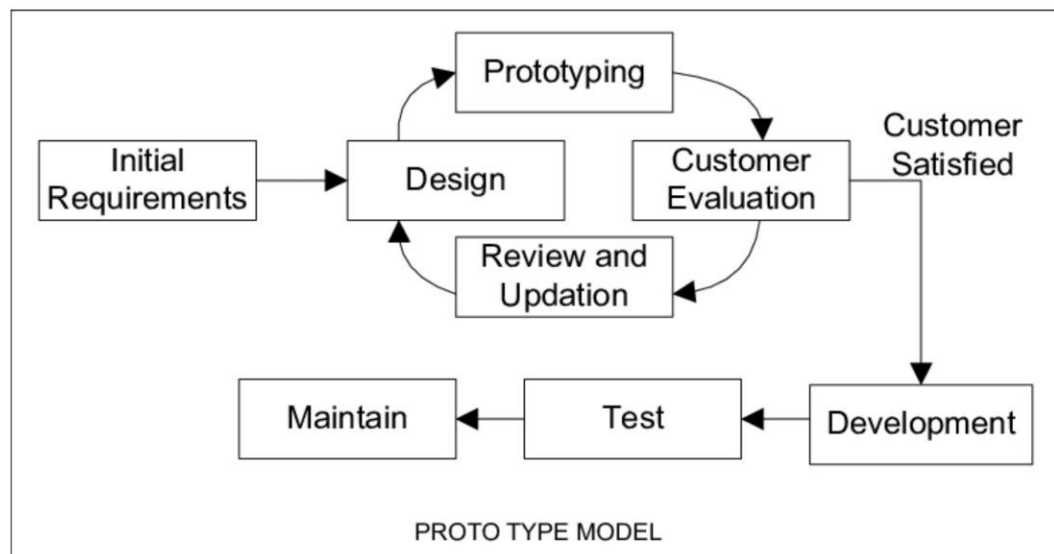 Prototyping
Customer
Satisfied
Initial
Requirements
Design
Customer
Evaluation
Review and
Updation
Maintain
Test
Development
PROTO TYPE MODEL